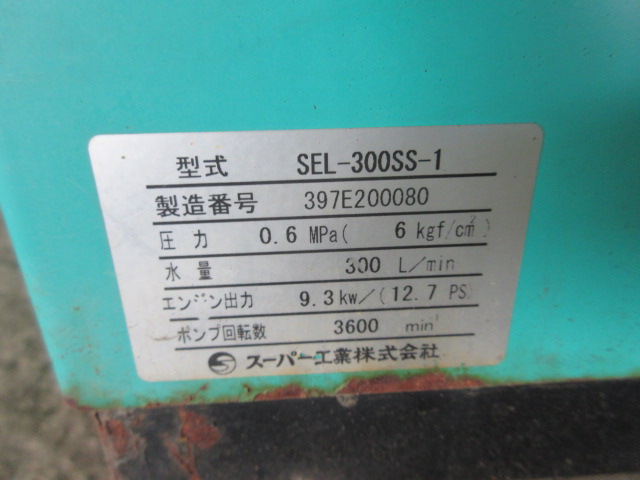 型式 SEL-300SS-1
製造番号 397E200080
圧力 0.6 MPa( 6 kgf/cm²)
水量 300 L/min
エンジン出力 9.3kw/(12.7 PS)
ポンプ回転数 3600 min⁻¹
スーパー工業株式会社